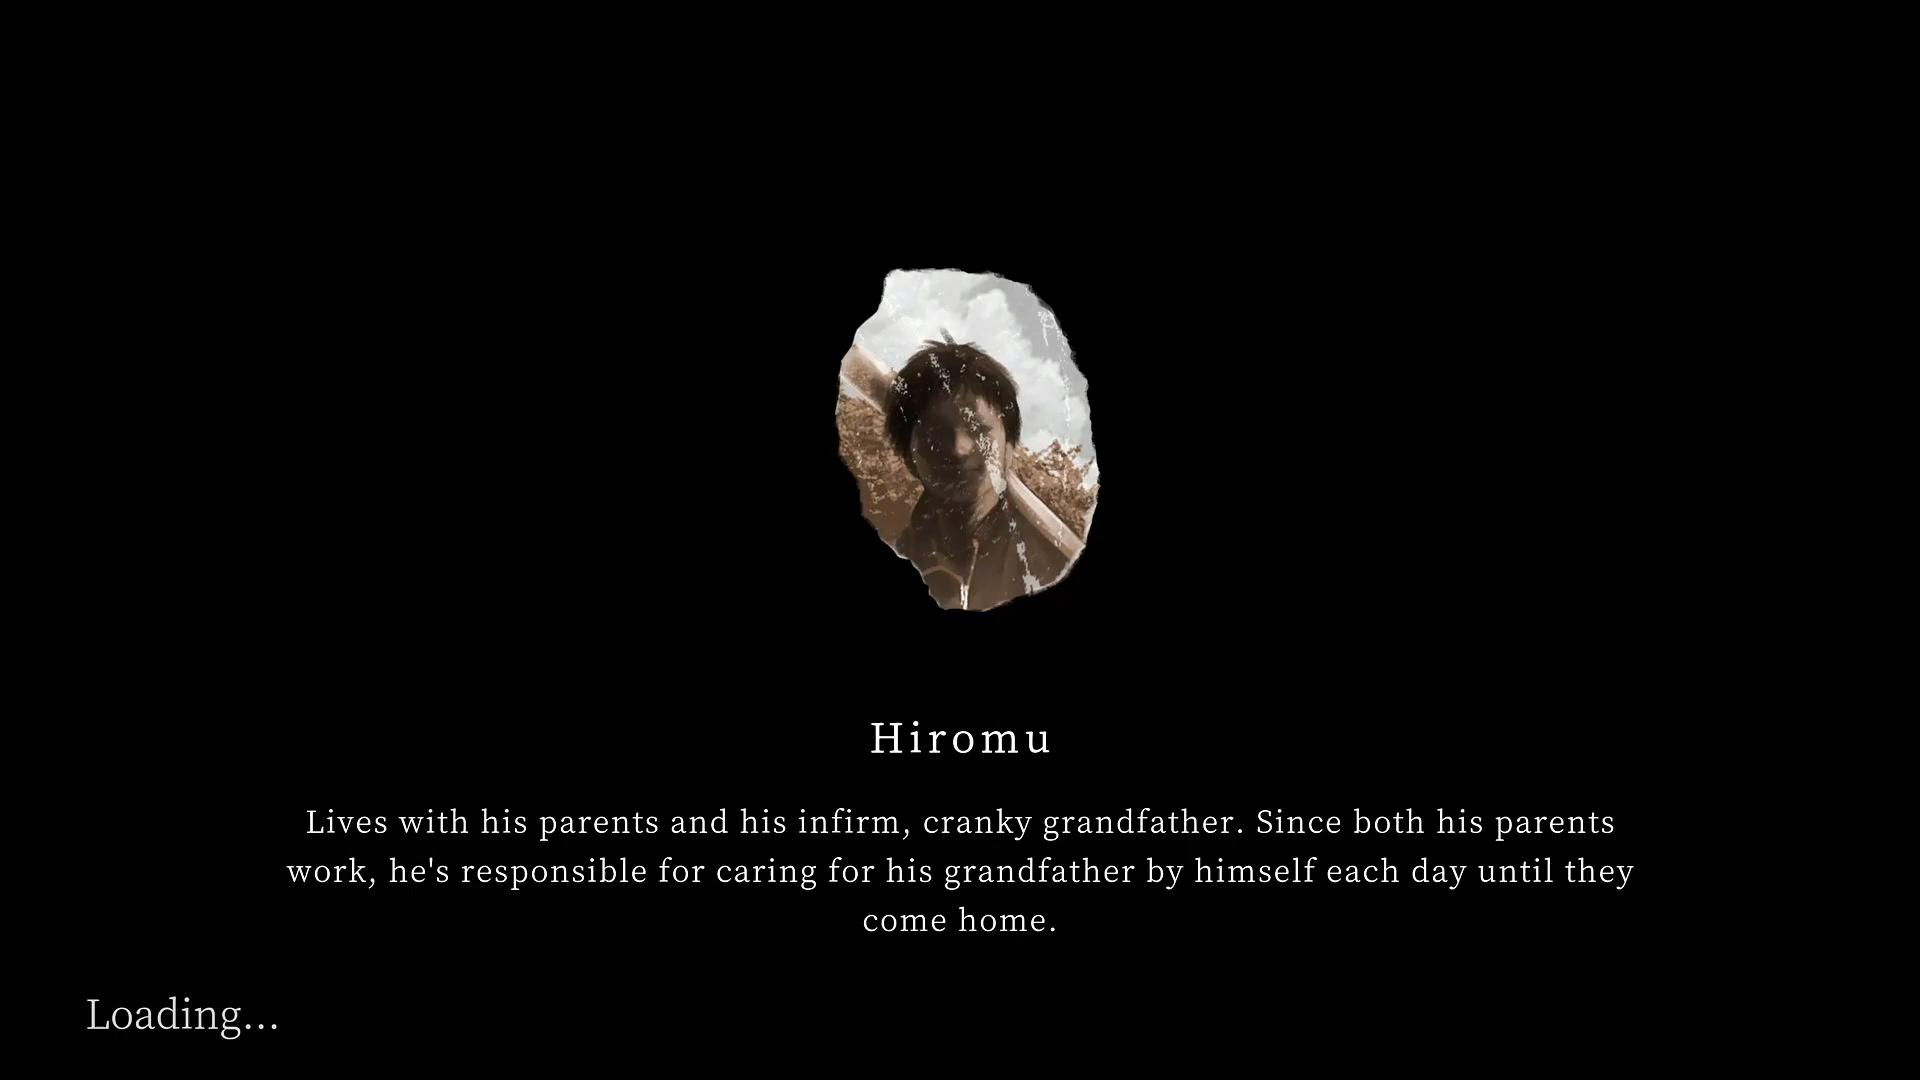 Hiromu
Lives with his parents and his infirm, cranky grandfather. Since both his parents
work, he's responsible for caring for his grandfather by himself each day until they
come home.
Loading...